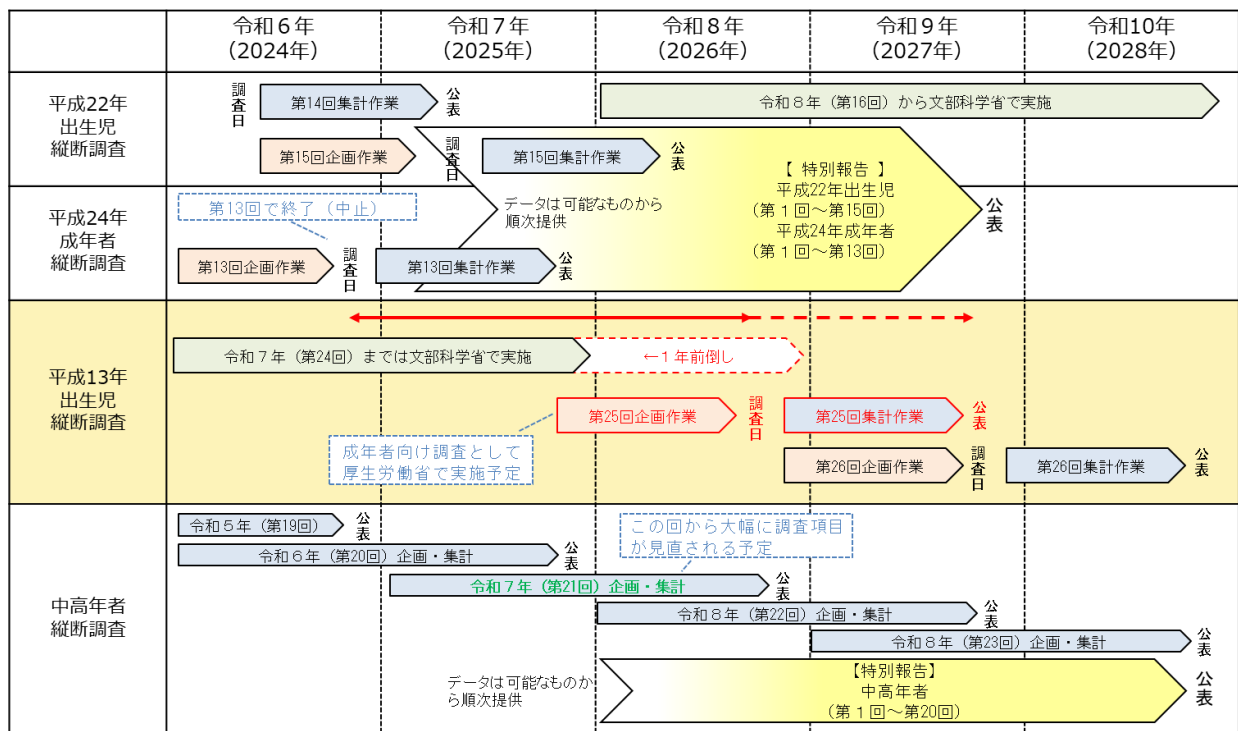 令和６年
（2024年）
令和７年
（2025年）
令和８年
（2026年）
令和９年
（2027年）
令和10年
（2028年）
平成22年
出生児
縦断調査
調査日
第14回集計作業
公表
令和８年（第16回）から文部科学省で実施
第15回企画作業
調査日
第15回集計作業
公表
【 特別報告 】
平成22年出生児
（第１回～第15回）
平成24年成年者
（第１回～第13回）
公表
データは可能なものから
順次提供
平成24年
成年者
縦断調査
第13回で終了（中止）
第13回企画作業
調査日
第13回集計作業
公表
平成13年
出生児
縦断調査
令和７年（第24回）までは文部科学省で実施
←１年前倒し
第25回企画作業
調査日
第25回集計作業
公表
成年者向け調査として
厚生労働省で実施予定
第26回企画作業
調査日
第26回集計作業
公表
中高年者
縦断調査
令和５年（第19回）
公表
令和６年（第20回）企画・集計
公表
この回から大幅に調査項目
が見直される予定
令和７年（第21回）企画・集計
公表
令和８年（第22回）企画・集計
公表
令和８年（第23回）企画・集計
公表
データは可能なものか
ら順次提供
【特別報告】
中高年者
（第１回～第20回）
公表